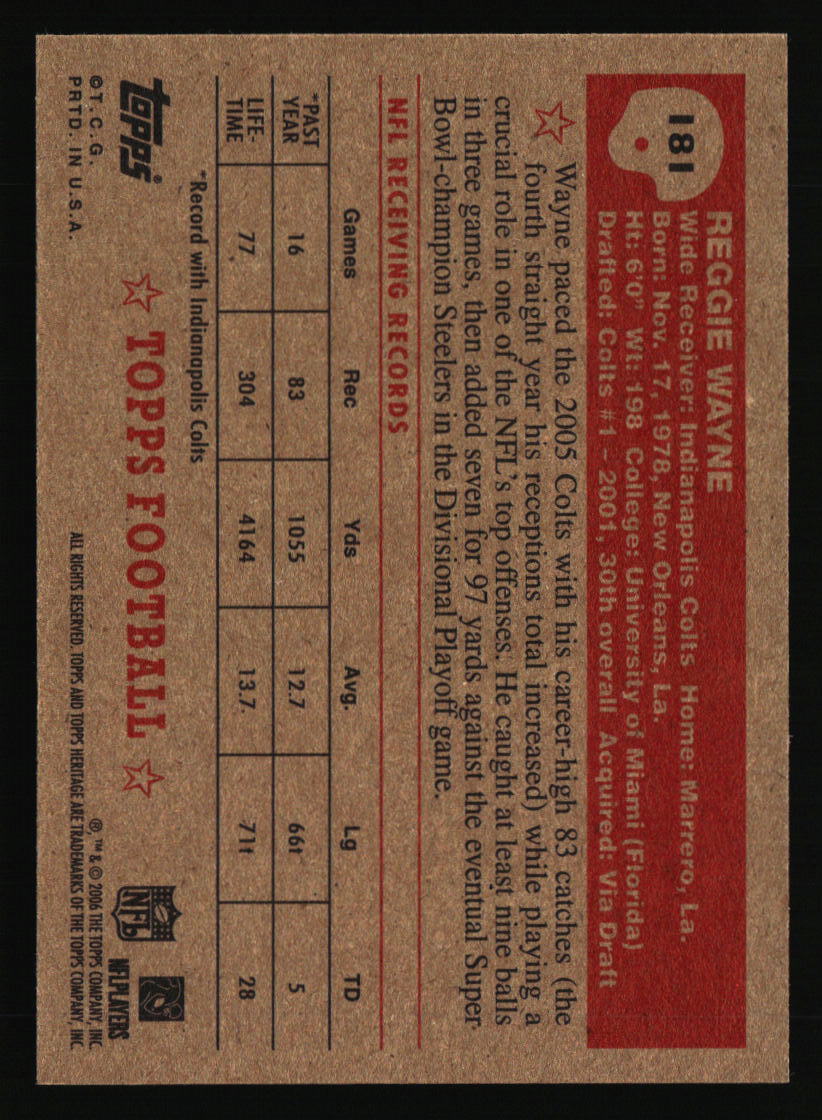 181
REGGIE WAYNE
Wide Receiver: Indianapolis Colts Home: Marrero, La.
Born: Nov. 17, 1978, New Orleans, La.
Ht: 6'0" Wt: 198 College: University of Miami (Florida)
Drafted: Colts #1 – 2001, 30th overall Acquired: Via Draft
Wayne paced the 2005 Colts with his career-high 83 catches (the
fourth straight year his receptions total increased) while playing a
crucial role in one of the NFL's top offenses. He caught at least nine balls
in three games, then added seven for 97 yards against the eventual Super
Bowl-champion Steelers in the Divisional Playoff game.
NFL RECEIVING RECORDS
Games Rec Yds Avg. Lg TD
*PAST YEAR 16 83 1055 12.7 66t 5
LIFE-TIME 77 304 4164 13.7 71t 28
*Record with Indianapolis Colts
topps®
TOPPS FOOTBALL
NFL
NFLPLAYERS
©T.C.G.
PRTD. IN U.S.A.
®, ™ & © 2006 THE TOPPS COMPANY, INC
ALL RIGHTS RESERVED. TOPPS AND TOPPS HERITAGE ARE TRADEMARKS OF THE TOPPS COMPANY, INC